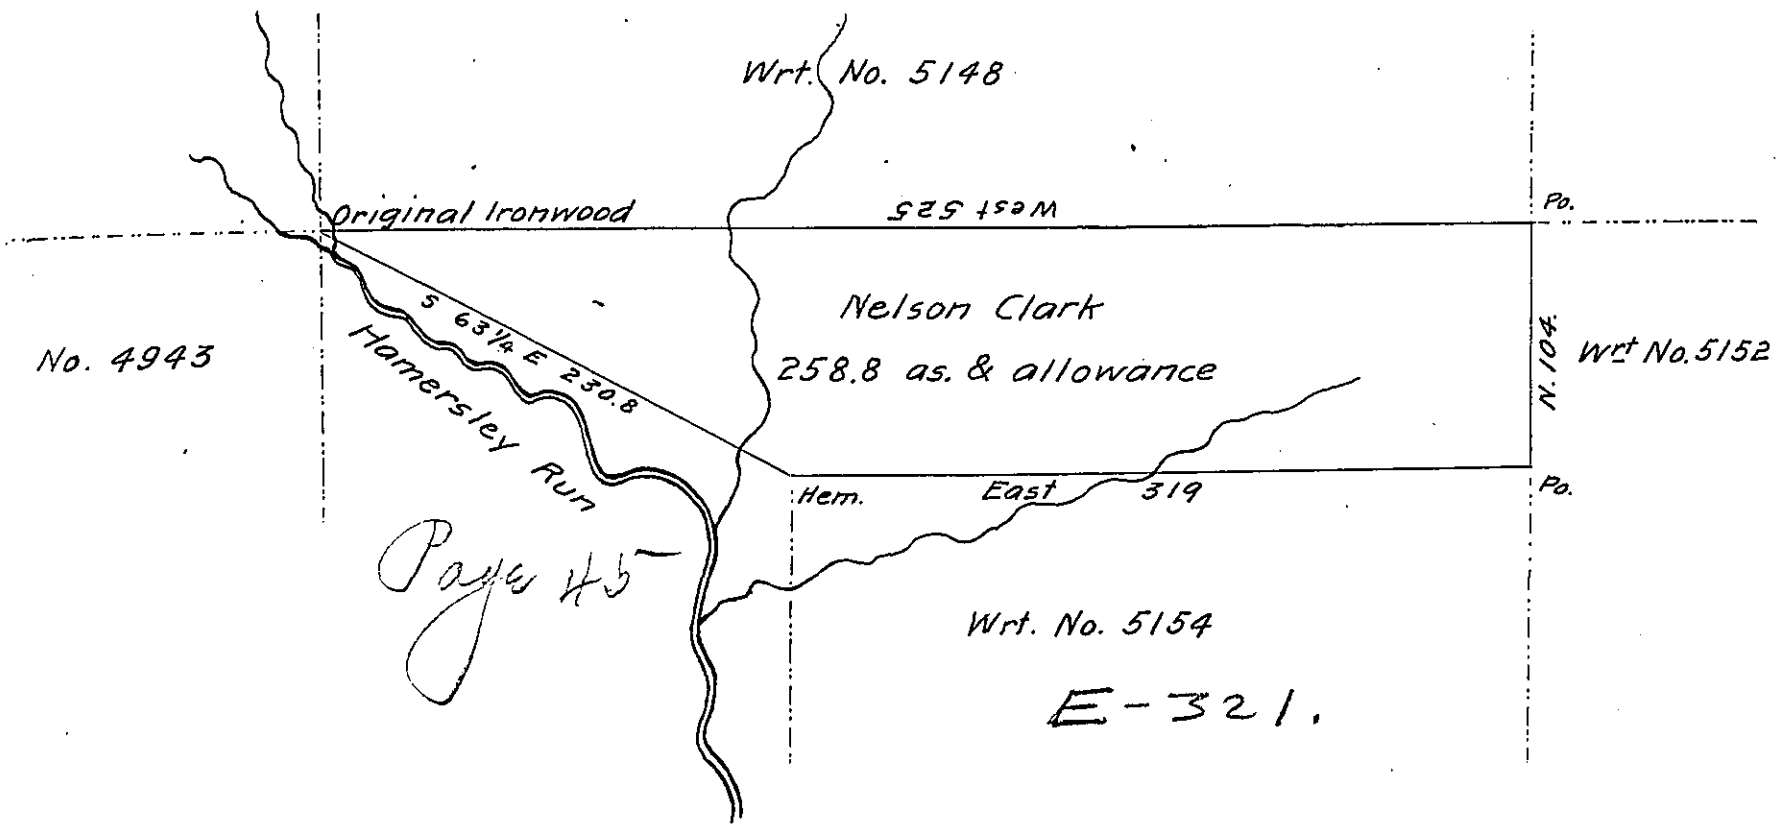 Wrt. No. 5148
Original Ironwood
West 525
Po.
Nelson Clark
258.8 as. & allowance
S 63¼ E 230.8
Hamersley Run
No. 4943
N. 104.
Wrt No. 5152
Hem.
East 319
Po.
Page 45
Wrt. No. 5154
E-321.